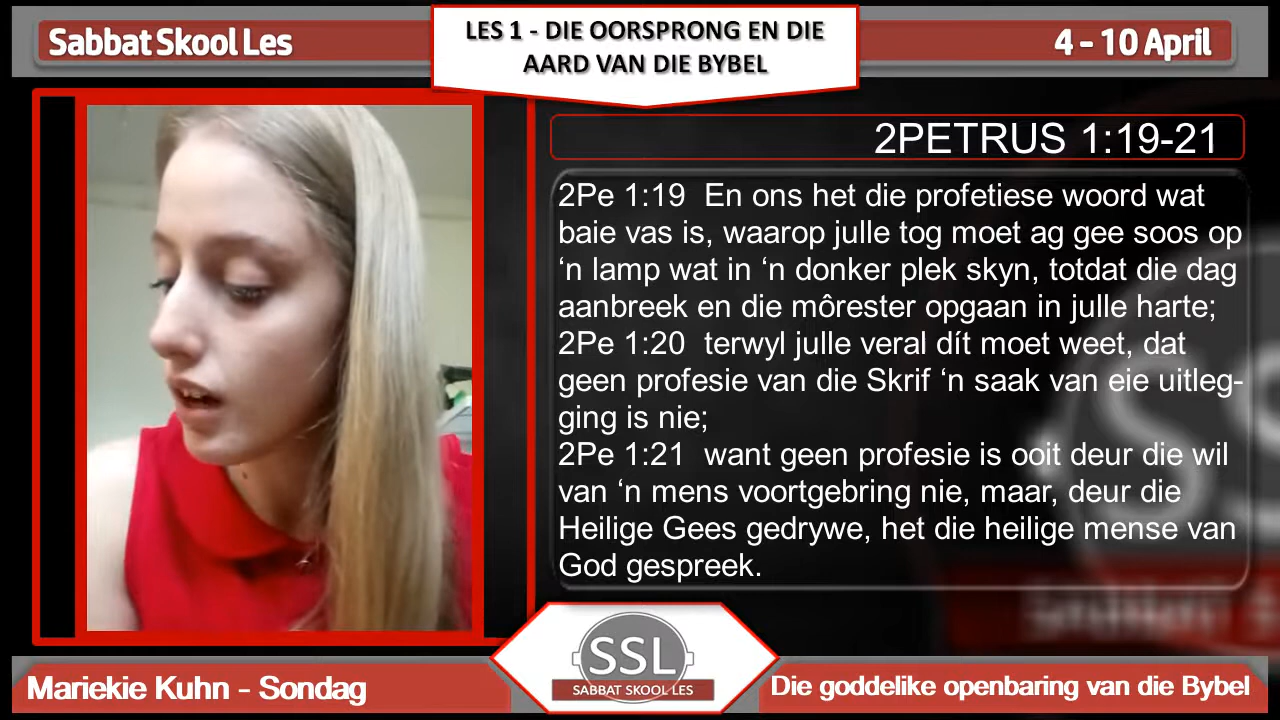 Sabbat Skool Les
LES 1 - DIE OORSPRONG EN DIE
AARD VAN DIE BYBEL
4 - 10 April
2PETRUS 1:19-21
2Pe 1:19  En ons het die profetiese woord wat
baie vas is, waarop julle tog moet ag gee soos op
‘n lamp wat in ‘n donker plek skyn, totdat die dag
aanbreek en die môrester opgaan in julle harte;
2Pe 1:20  terwyl julle veral dít moet weet, dat
geen profesie van die Skrif ‘n saak van eie uitleg-
ging is nie;
2Pe 1:21  want geen profesie is ooit deur die wil
van ‘n mens voortgebring nie, maar, deur die
Heilige Gees gedrywe, het die heilige mense van
God gespreek.
SSL
SABBAT SKOOL LES
Mariekie Kuhn - Sondag
Die goddelike openbaring van die Bybel